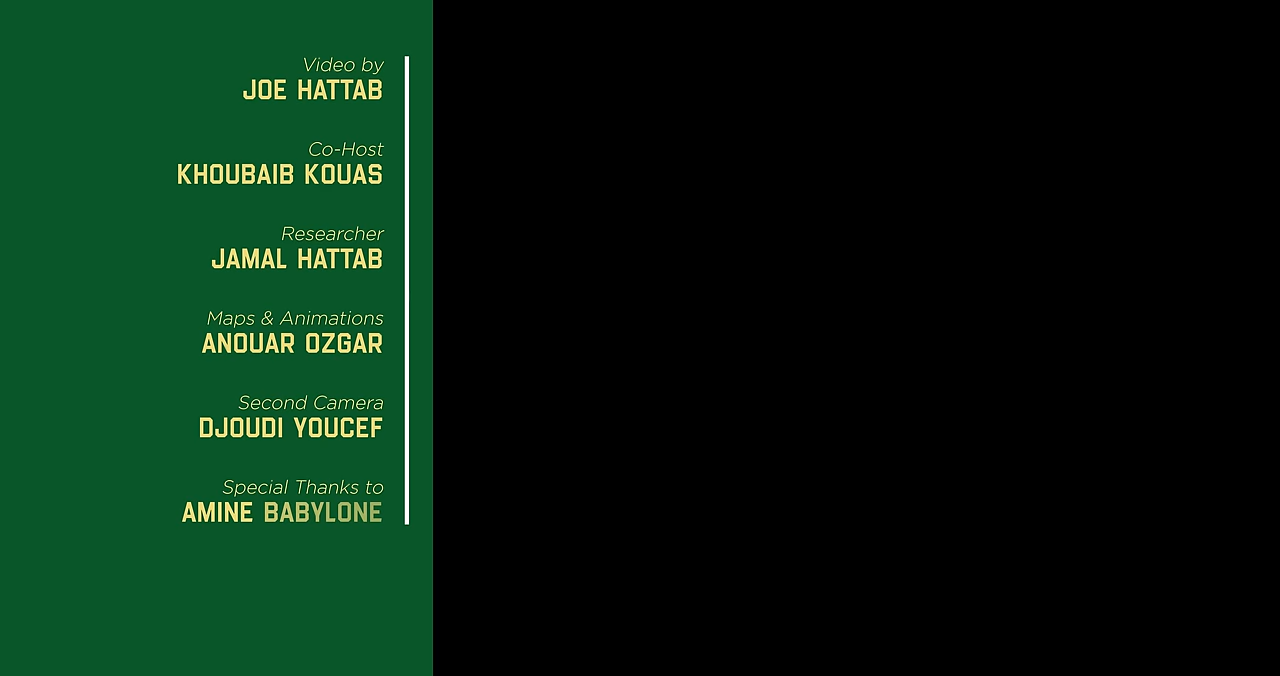 Video by
JOE HATTAB
Co-Host
KHOUBAIB KOUAS
Researcher
JAMAL HATTAB
Maps & Animations
ANOUAR OZGAR
Second Camera
DJOUDI YOUCEF
Special Thanks to
AMINE BABYLONE